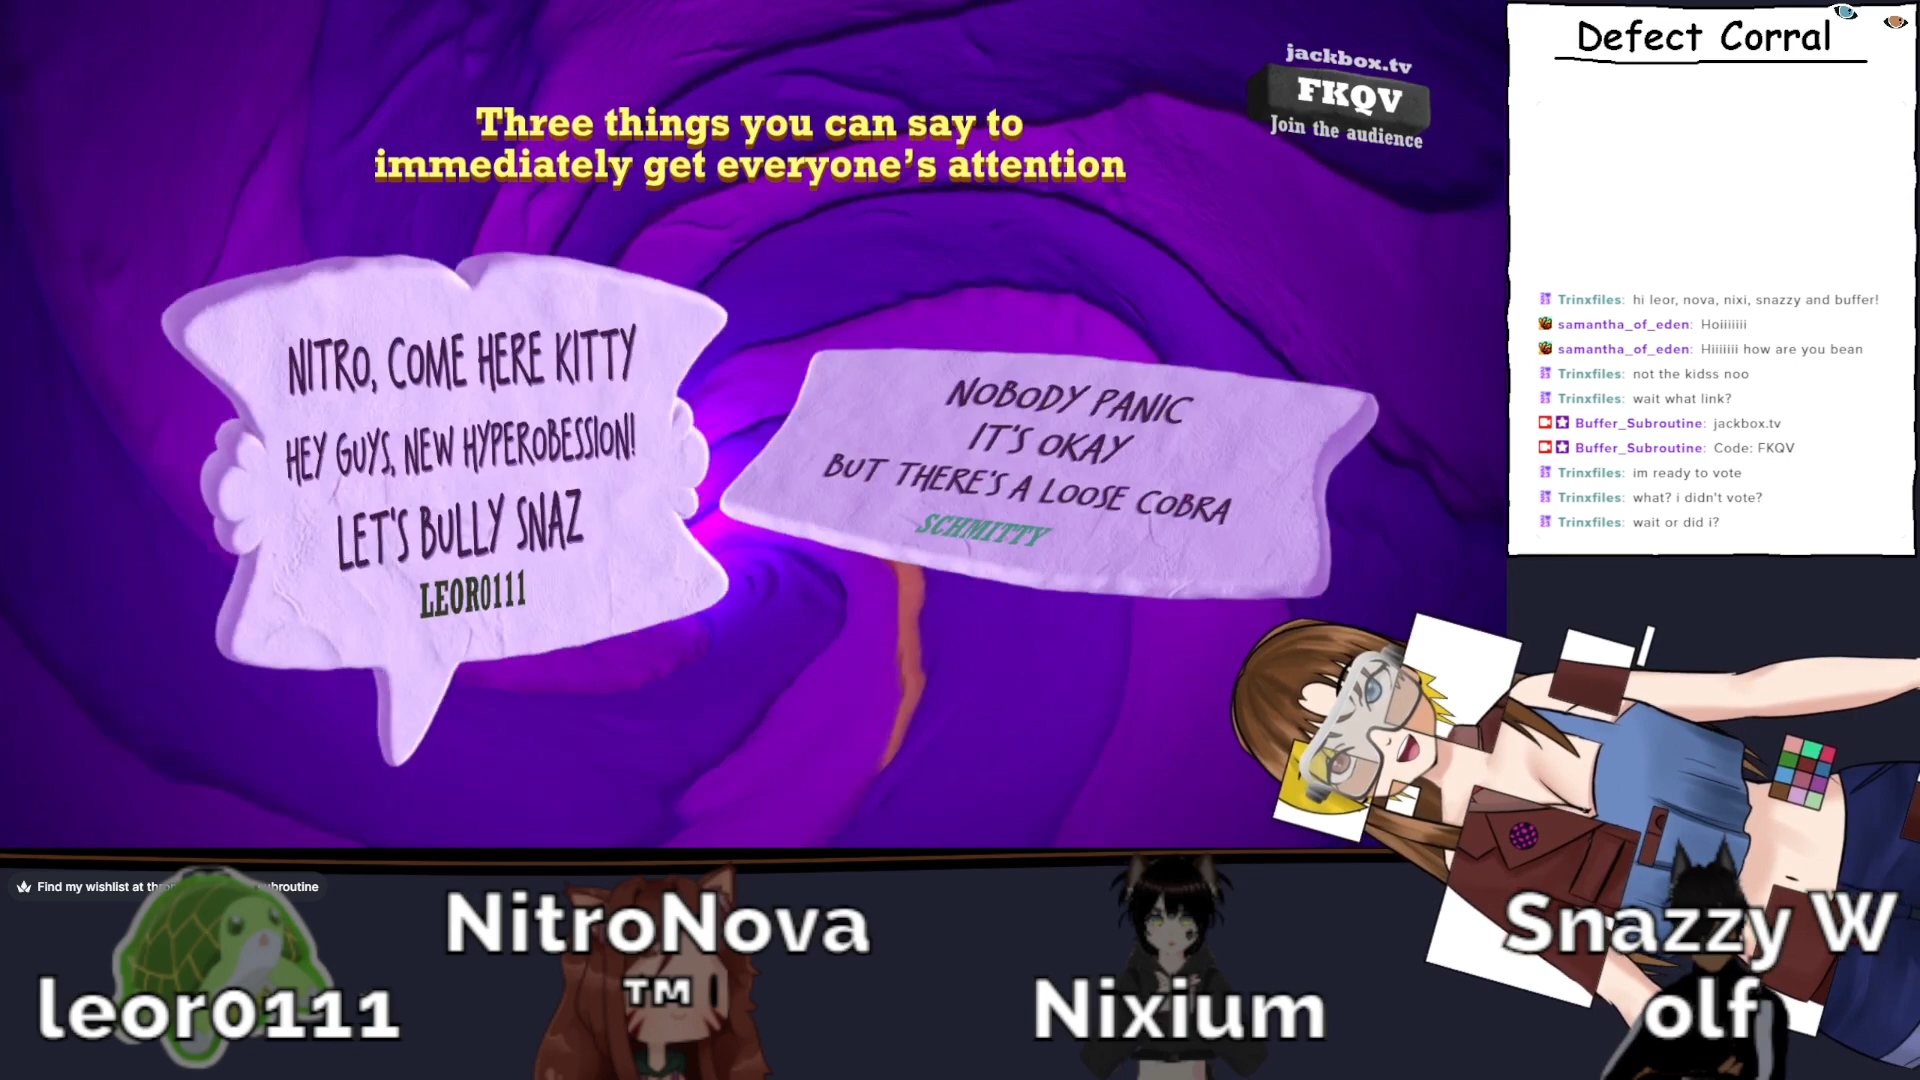 Defect Corral
jackbox.tv
FKQV
Join the audience
Three things you can say to
immediately get everyone's attention
NITRO, COME HERE KITTY
HEY GUYS, NEW HYPEROBESSION!!
LET'S BULLY SNAZ
LEOR0111
NOBODY PANIC
IT'S OKAY
BUT THERE'S A LOOSE COBRA
SCHMITTY
Trinxfiles: hi leor, nova, nixi, snazzy and buffer!
samantha_of_eden: Hoiiiiiii
samantha_of_eden: Hiiiiiii how are you bean
Trinxfiles: not the kidss noo
Trinxfiles: wait what link?
Buffer_Subroutine: jackbox.tv
Buffer_Subroutine: Code: FKQV
Trinxfiles: im ready to vote
Trinxfiles: what? i didn't vote?
Trinxfiles: wait or did i?
Find my wishlist at
leor0111
NitroNova
™
Nixium
Snazzy W
olf